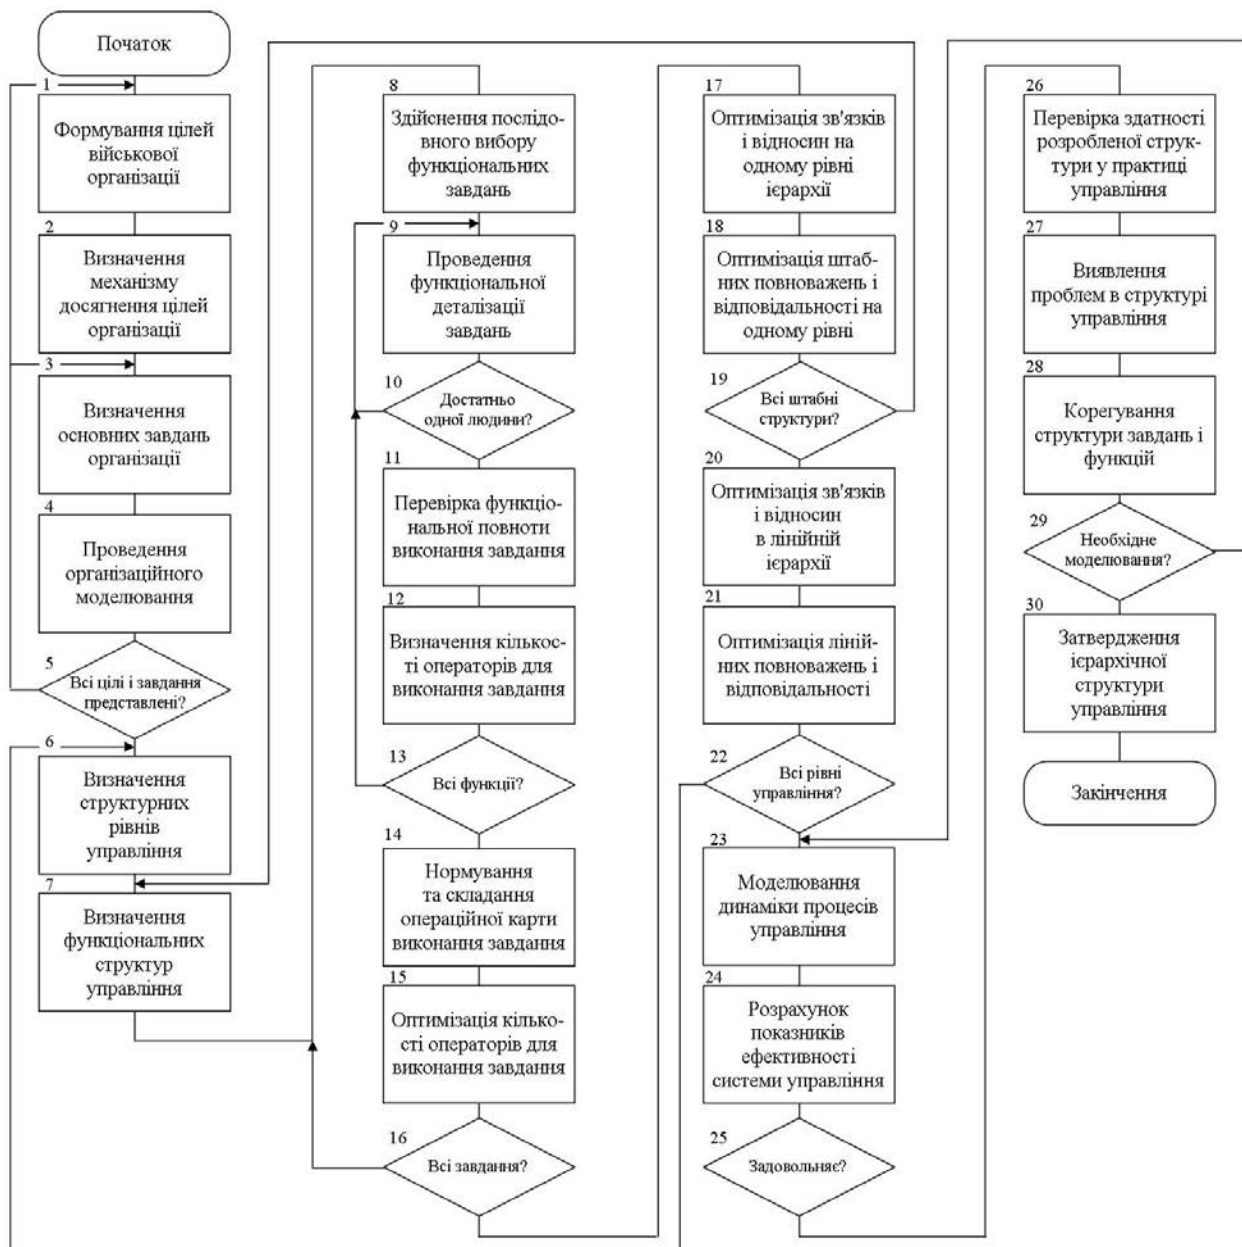 Початок
1
Формування цілей
військової
організації
2
Визначення
механізму
досягнення цілей
організації
3
Визначення
основних завдань
організації
4
Проведення
організаційного
моделювання
5
Всі цілі і завдання
представлені?
6
Визначення
структурних
рівнів
управління
7
Визначення
функціональних
структур
управління
8
Здійснення послідо-
вного вибору
функціональних
завдань
9
Проведення
функціональної
деталізації
завдань
10
Достатньо
одної людини?
11
Перевірка функціо-
нальної повноти
виконання завдання
12
Визначення кількос-
ті операторів для
виконання завдання
13
Всі функції?
14
Нормування
та складання
операційної карти
виконання завдання
15
Оптимізація кілько-
сті операторів для
виконання завдання
16
Всі завдання?
17
Оптимізація зв'язків
і відносин на
одному рівні
ієрархії
18
Оптимізація штаб-
них повноважень і
відповідальності на
одному рівні
19
Всі штабні
структури?
20
Оптимізація зв'язків
і відносин
в лінійній
ієрархії
21
Оптимізація ліній-
них повноважень і
відповідальності
22
Всі рівні
управління?
23
Моделювання
динаміки процесів
управління
24
Розрахунок
показників
ефективності
системи управління
25
Задовольняє?
26
Перевірка здатності
розробленої струк-
тури у практиці
управління
27
Виявлення
проблем в структурі
управління
28
Корегування
структури завдань і
функцій
29
Необхідне
моделювання?
30
Затвердження
ієрархічної
структури
управління
Закінчення